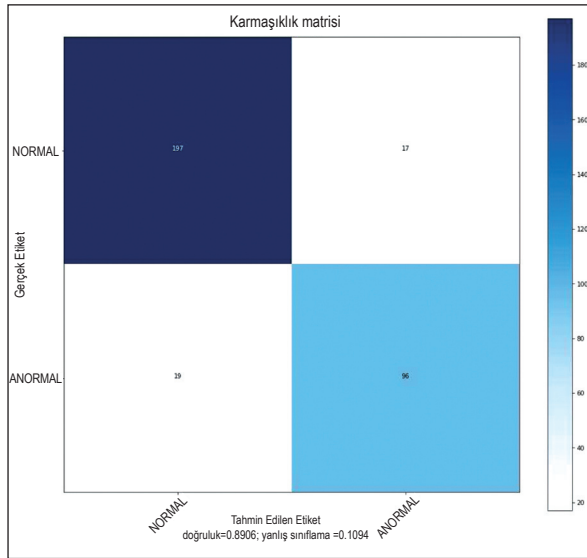 Karmaşıklık matrisi
NORMAL
197
17
Gerçek Etiket
ANORMAL
19
96
NORMAL
ANORMAL
Tahmin Edilen Etiket
doğruluk=0.8906; yanlış sınıflama =0.1094
180
160
140
120
100
80
60
40
20